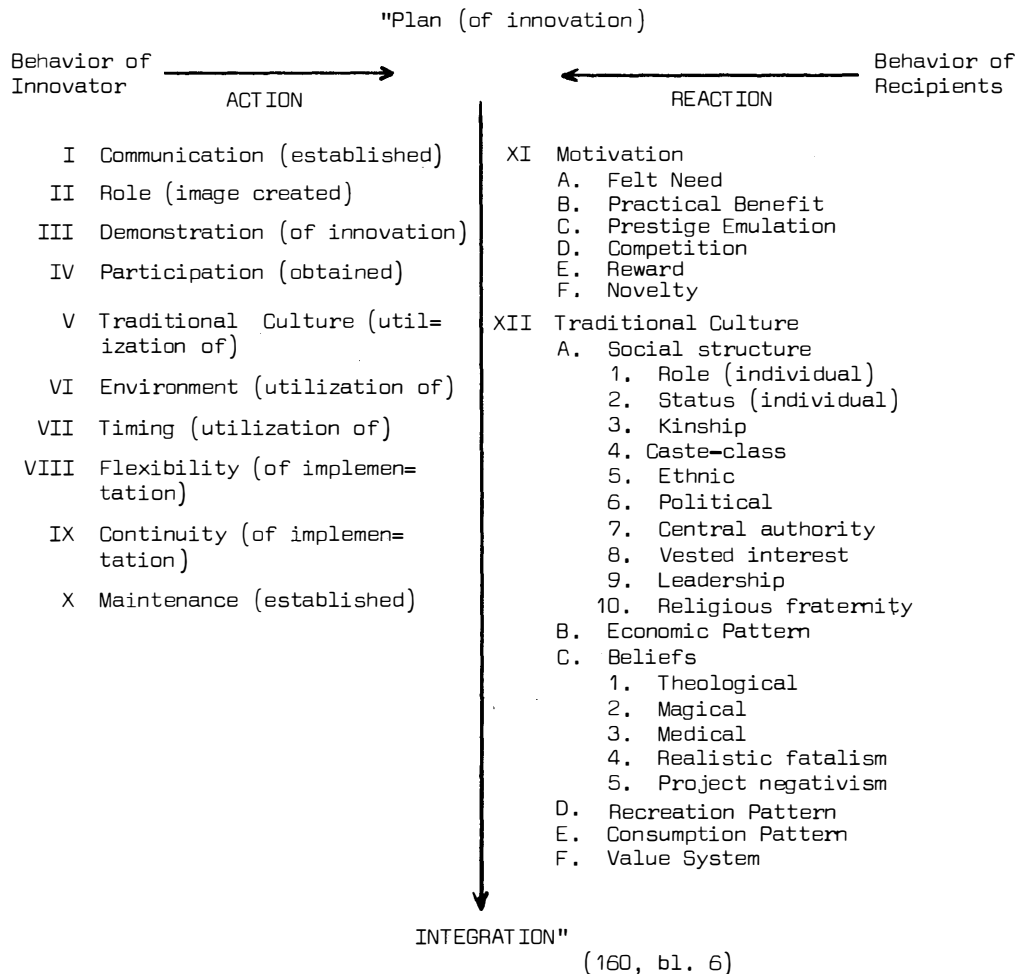 "Plan (of innovation)
Behavior of
Innovator
ACTION
Behavior of
Recipients
REACTION
I Communication (established)
II Role (image created)
III Demonstration (of innovation)
IV Participation (obtained)
V Traditional Culture (util=
ization of)
VI Environment (utilization of)
VII Timing (utilization of)
VIII Flexibility (of implemen=
tation)
IX Continuity (of implemen=
tation)
X Maintenance (established)
XI Motivation
A. Felt Need
B. Practical Benefit
C. Prestige Emulation
D. Competition
E. Reward
F. Novelty
XII Traditional Culture
A. Social structure
1. Role (individual)
2. Status (individual)
3. Kinship
4. Caste-class
5. Ethnic
6. Political
7. Central authority
8. Vested interest
9. Leadership
10. Religious fraternity
B. Economic Pattern
C. Beliefs
1. Theological
2. Magical
3. Medical
4. Realistic fatalism
5. Project negativism
D. Recreation Pattern
E. Consumption Pattern
F. Value System
INTEGRATION"
(160, bl. 6)